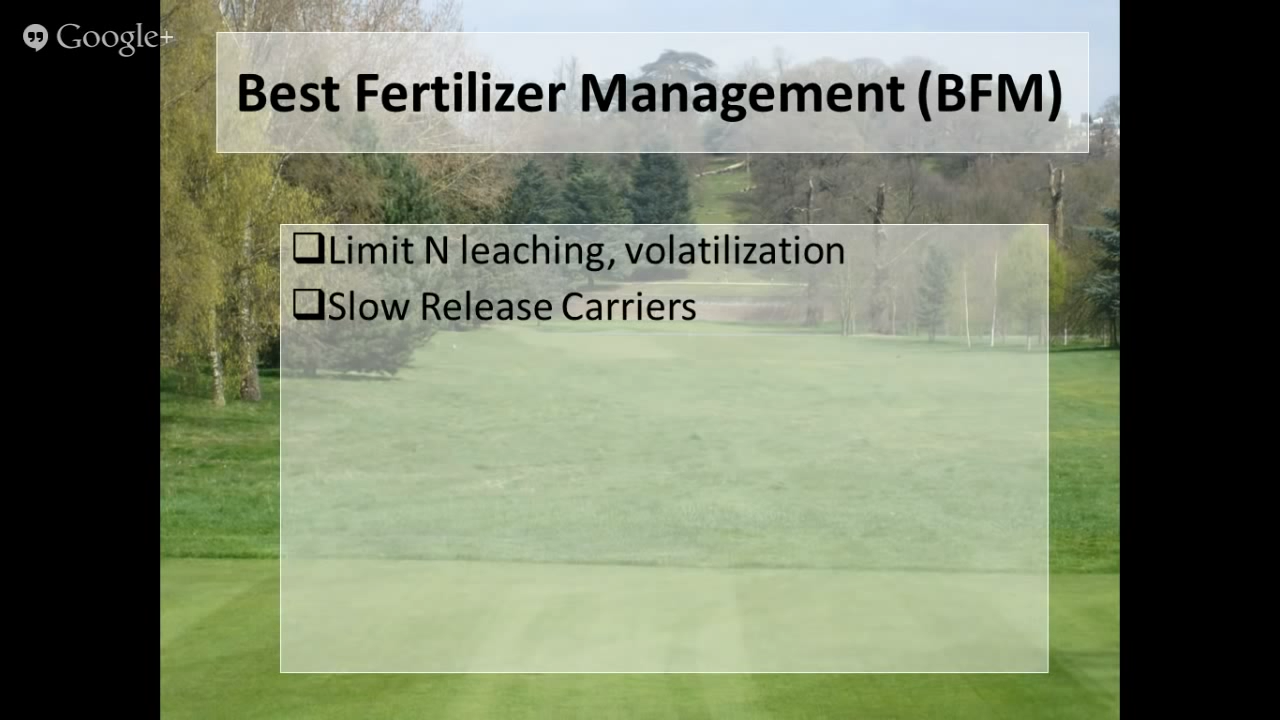 Google+
Best Fertilizer Management (BFM)
❑Limit N leaching, volatilization
❑Slow Release Carriers